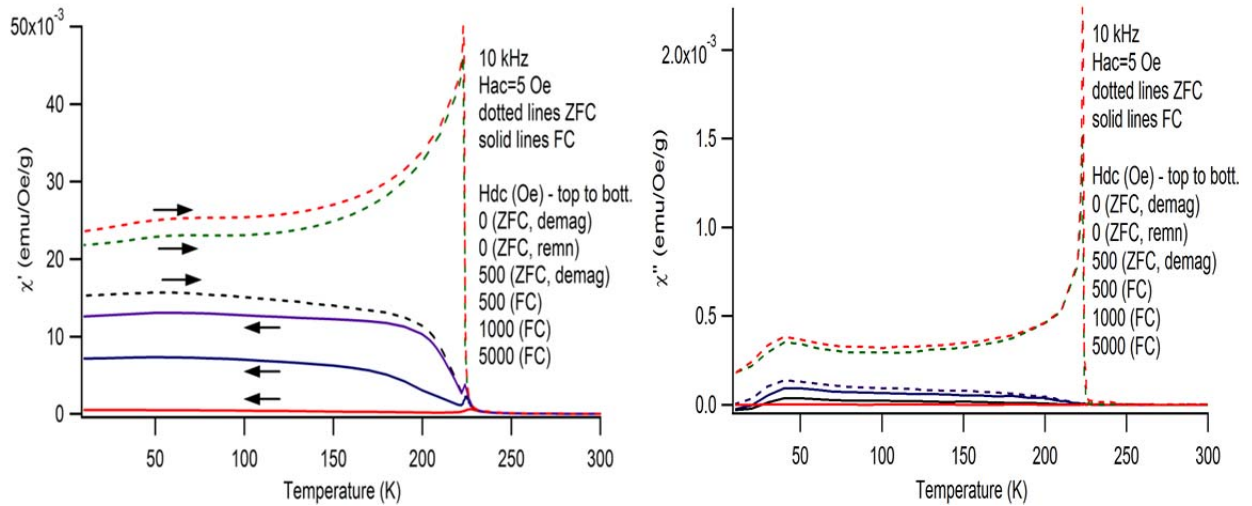 50x10⁻³
40
30
20
10
0
χ' (emu/Oe/g)
50
100
150
200
250
300
Temperature (K)
10 kHz
Hac=5 Oe
dotted lines ZFC
solid lines FC
Hdc (Oe) - top to bott.
0 (ZFC, demag)
0 (ZFC, remn)
500 (ZFC, demag)
500 (FC)
1000 (FC)
5000 (FC)
2.0x10⁻³
1.5
1.0
0.5
0.0
χ'' (emu/Oe/g)
50
100
150
200
250
300
Temperature (K)
10 kHz
Hac=5 Oe
dotted lines ZFC
solid lines FC
Hdc (Oe) - top to bott.
0 (ZFC, demag)
0 (ZFC, remn)
500 (ZFC, demag)
500 (FC)
1000 (FC)
5000 (FC)